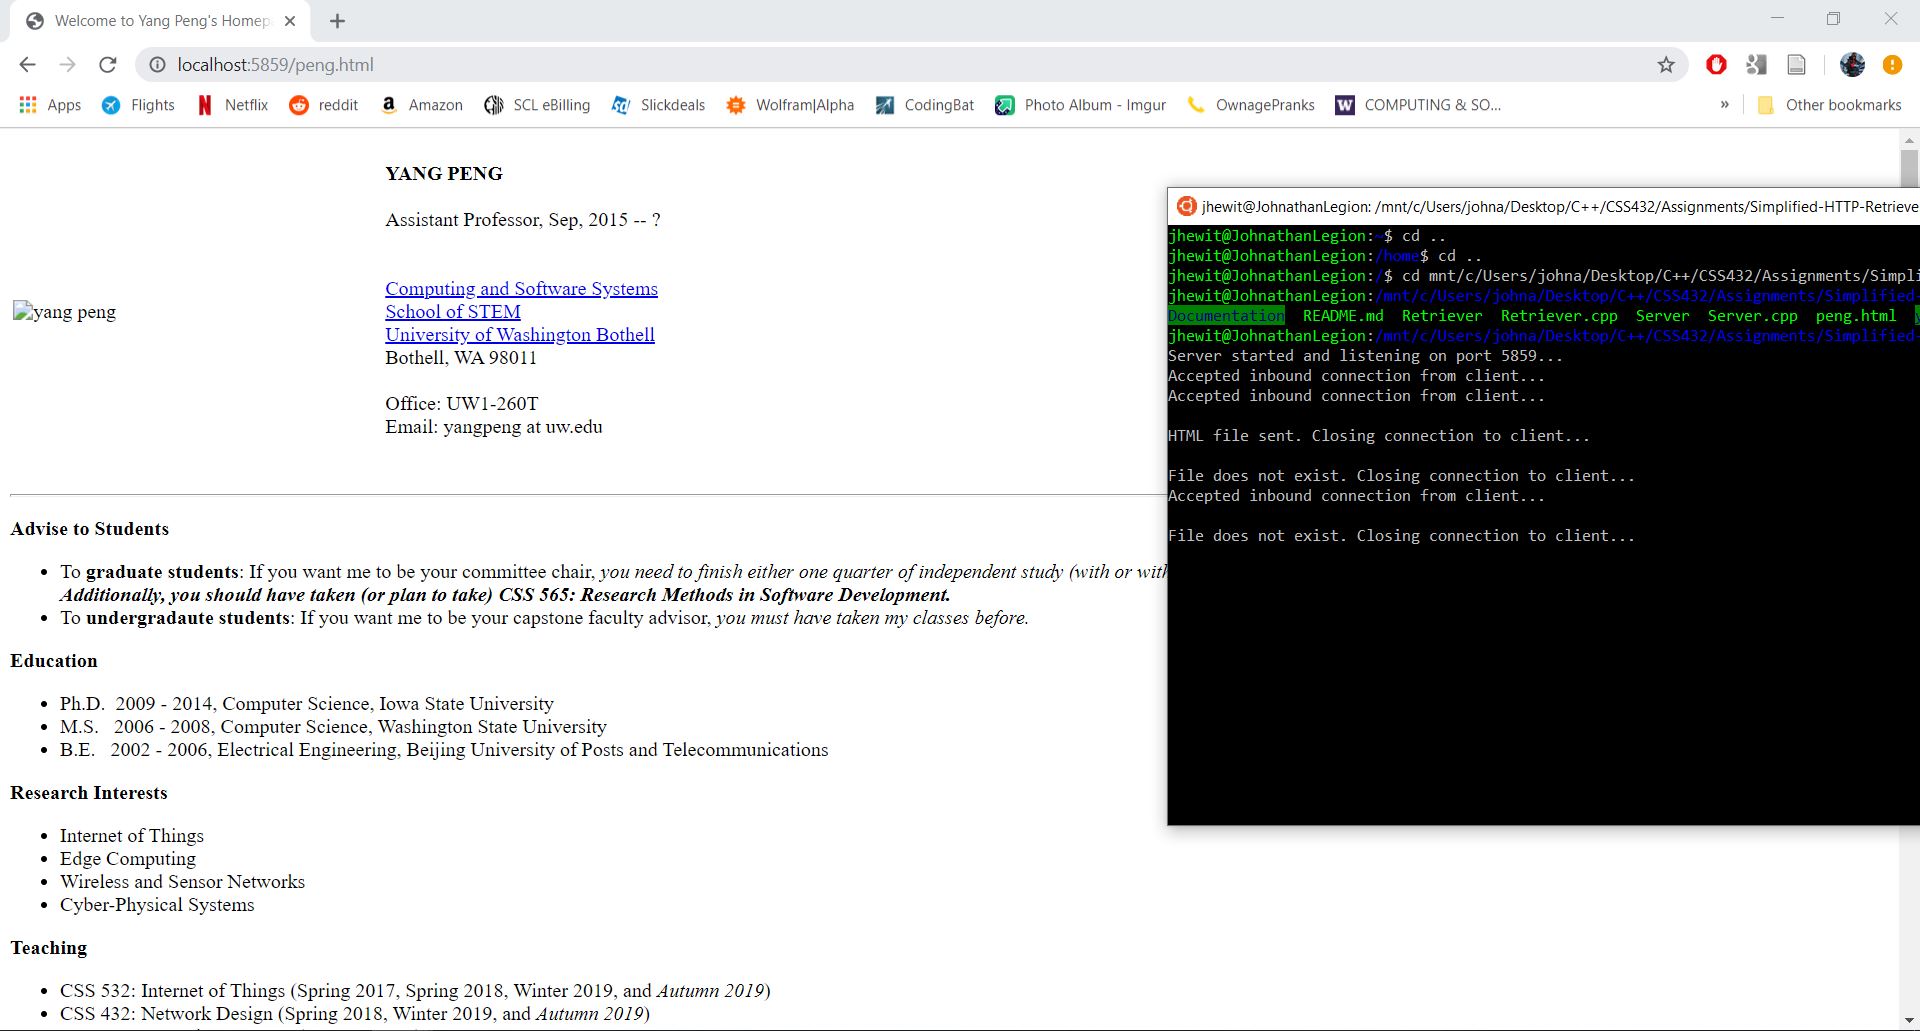 Welcome to Yang Peng's Homep
localhost:5859/peng.html
Apps Flights Netflix reddit Amazon SCL eBilling Slickdeals Wolfram|Alpha CodingBat Photo Album - Imgur OwnagePranks COMPUTING & SO... » Other bookmarks
YANG PENG
Assistant Professor, Sep, 2015 -- ?
yang peng
Computing and Software Systems
School of STEM
University of Washington Bothell
Bothell, WA 98011
Office: UW1-260T
Email: yangpeng at uw.edu
Advise to Students
• To graduate students: If you want me to be your committee chair, you need to finish either one quarter of independent study (with or with
Additionally, you should have taken (or plan to take) CSS 565: Research Methods in Software Development.
• To undergradaute students: If you want me to be your capstone faculty advisor, you must have taken my classes before.
Education
• Ph.D. 2009 - 2014, Computer Science, Iowa State University
• M.S. 2006 - 2008, Computer Science, Washington State University
• B.E. 2002 - 2006, Electrical Engineering, Beijing University of Posts and Telecommunications
Research Interests
• Internet of Things
• Edge Computing
• Wireless and Sensor Networks
• Cyber-Physical Systems
Teaching
• CSS 532: Internet of Things (Spring 2017, Spring 2018, Winter 2019, and Autumn 2019)
• CSS 432: Network Design (Spring 2018, Winter 2019, and Autumn 2019)
jhewit@JohnathanLegion: /mnt/c/Users/johna/Desktop/C++/CSS432/Assignments/Simplified-HTTP-Retrieve
jhewit@JohnathanLegion:~$ cd ..
jhewit@JohnathanLegion:/home$ cd ..
jhewit@JohnathanLegion:/$ cd mnt/c/Users/johna/Desktop/C++/CSS432/Assignments/Simpli
jhewit@JohnathanLegion:/mnt/c/Users/johna/Desktop/C++/CSS432/Assignments/Simplified-
Documentation README.md Retriever Retriever.cpp Server Server.cpp peng.html
jhewit@JohnathanLegion:/mnt/c/Users/johna/Desktop/C++/CSS432/Assignments/Simplified-
Server started and listening on port 5859...
Accepted inbound connection from client...
Accepted inbound connection from client...
HTML file sent. Closing connection to client...
File does not exist. Closing connection to client...
Accepted inbound connection from client...
File does not exist. Closing connection to client...